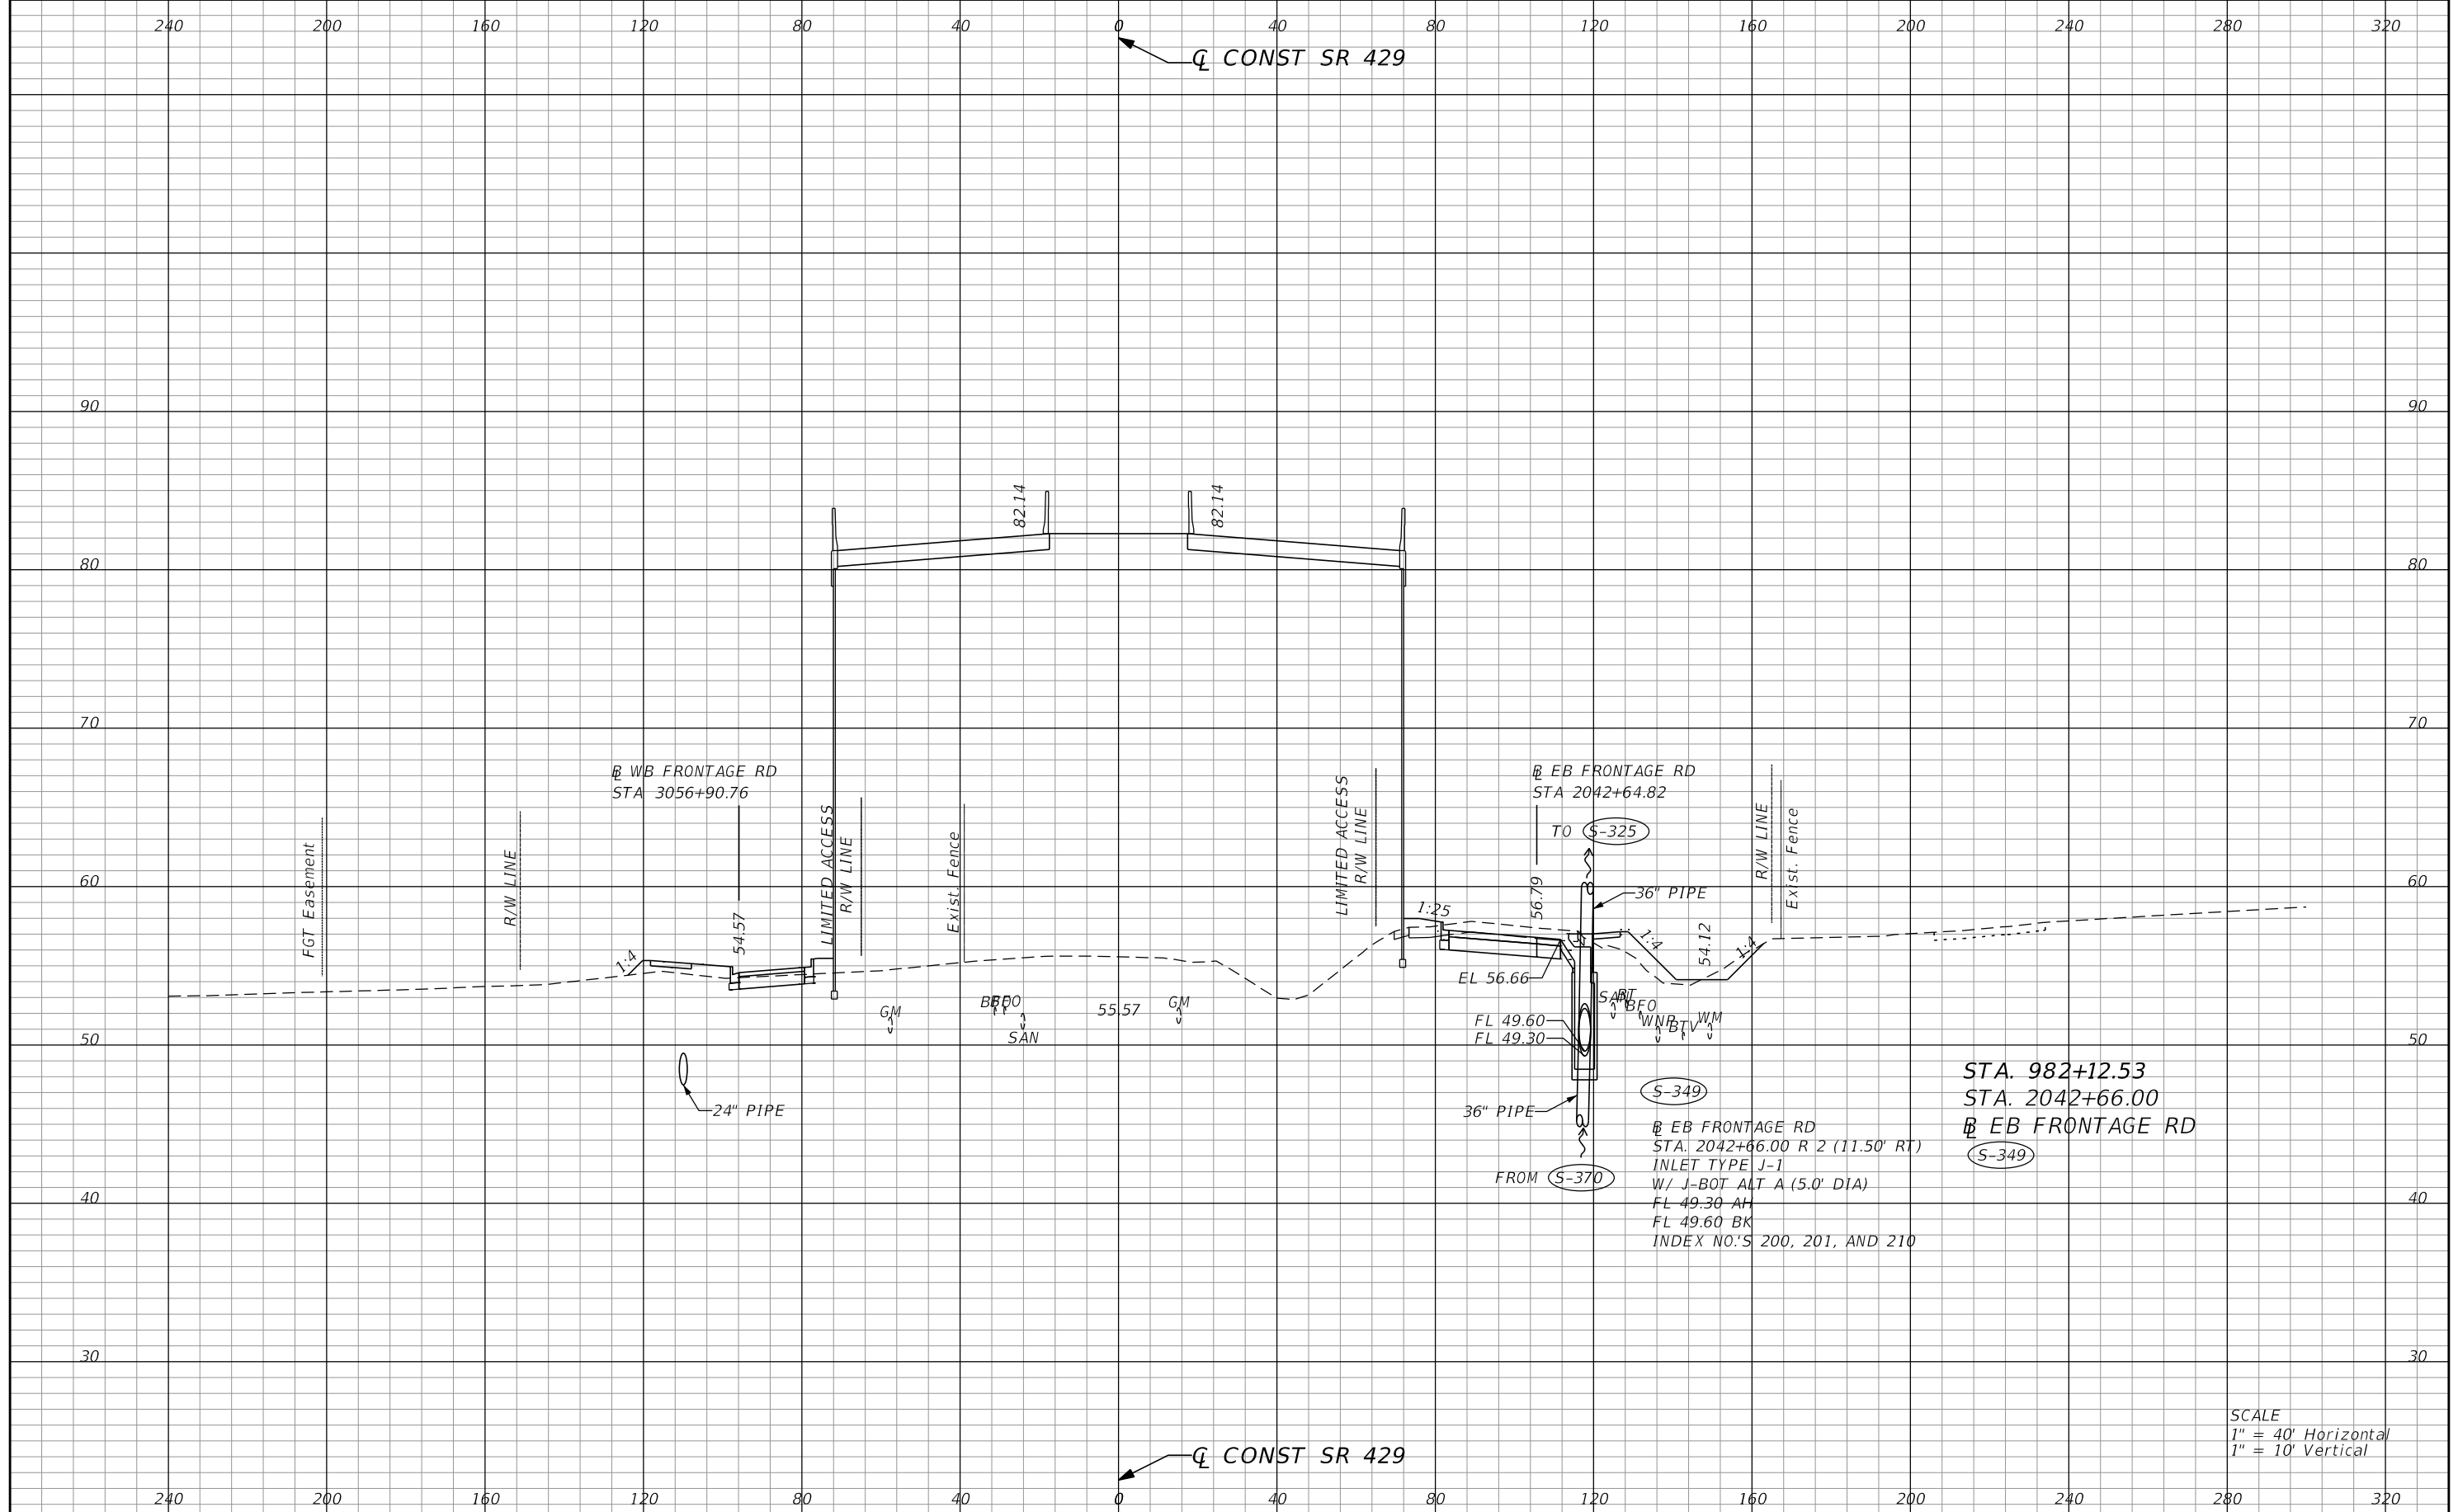 240 200 160 120 80 40 0 40 80 120 160 200 240 280 320
℄ CONST SR 429
90 90
82.14 82.14
80 80
70 70
BL WB FRONTAGE RD
STA 3056+90.76
BL EB FRONTAGE RD
STA 2042+64.82
TO S-325
FGT Easement
R/W LINE
54.57
LIMITED ACCESS
R/W LINE
Exist. Fence
LIMITED ACCESS
R/W LINE
56.79
R/W LINE
Exist. Fence
60 60
36" PIPE
1:25
1:4
1:4
54.12
1:4
EL 56.66
GM
BFO
SAN
55.57
GM
SAN
BT
BFO
WNP
BTV
WM
FL 49.60
FL 49.30
50 50
24" PIPE
36" PIPE
S-349
FROM S-370
BL EB FRONTAGE RD
STA. 2042+66.00 R 2 (11.50' RT)
INLET TYPE J-1
W/ J-BOT ALT A (5.0' DIA)
FL 49.30 AH
FL 49.60 BK
INDEX NO.'S 200, 201, AND 210
STA. 982+12.53
STA. 2042+66.00
BL EB FRONTAGE RD
S-349
40 40
30 30
SCALE
1" = 40' Horizontal
1" = 10' Vertical
℄ CONST SR 429
240 200 160 120 80 40 0 40 80 120 160 200 240 280 320